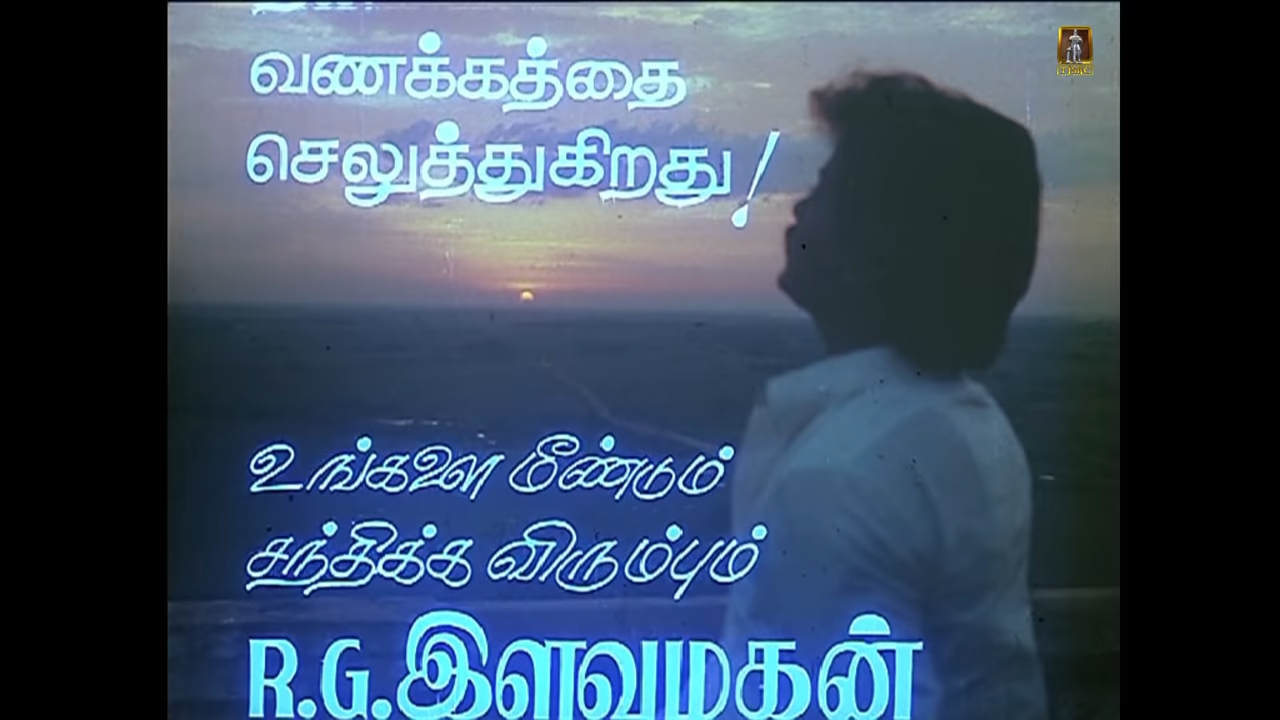 வணக்கத்தை
செலுத்துகிறது!
உங்களை மீண்டும்
சந்திக்க விரும்பும்
R.G.இளவமகன்